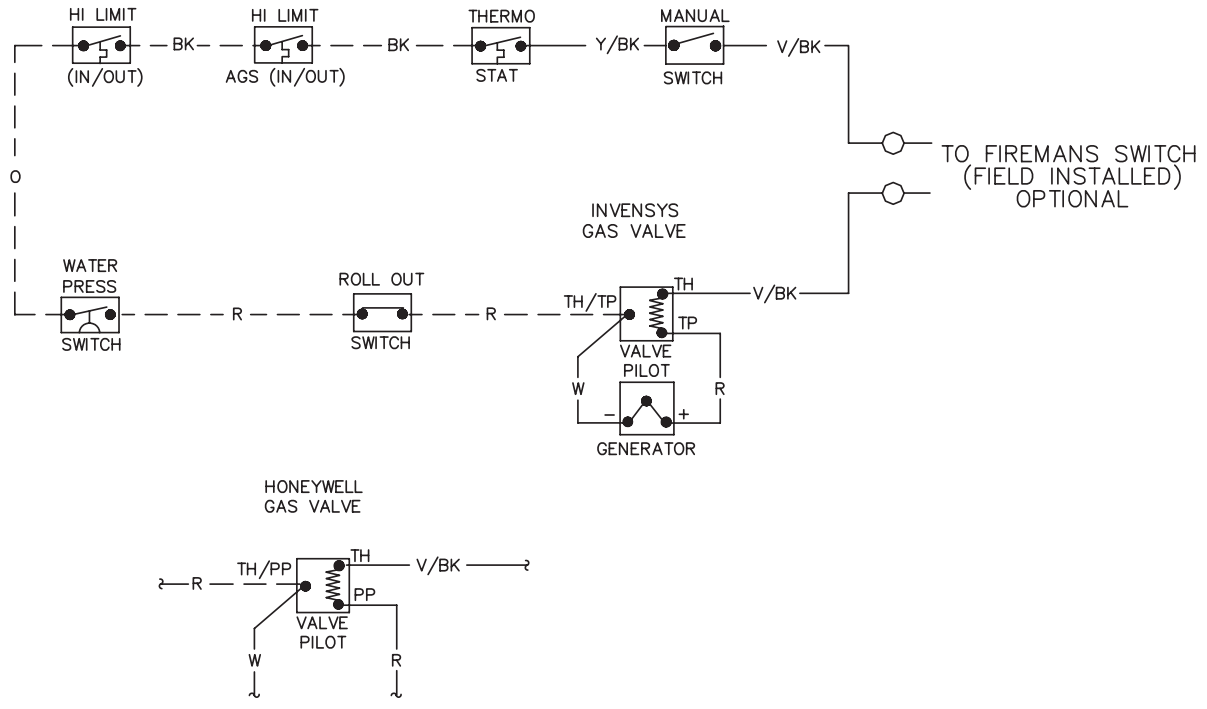 HI LIMIT
HI LIMIT
THERMO
MANUAL
BK
BK
Y/BK
V/BK
(IN/OUT)
AGS (IN/OUT)
STAT
SWITCH
TO FIREMANS SWITCH
(FIELD INSTALLED)
OPTIONAL
O
INVENSYS
GAS VALVE
WATER
PRESS
ROLL OUT
TH/TP
TH
V/BK
R
R
TP
SWITCH
SWITCH
VALVE
PILOT
W
R
-
+
GENERATOR
HONEYWELL
GAS VALVE
TH/PP
TH
V/BK
R
PP
VALVE
PILOT
W
R